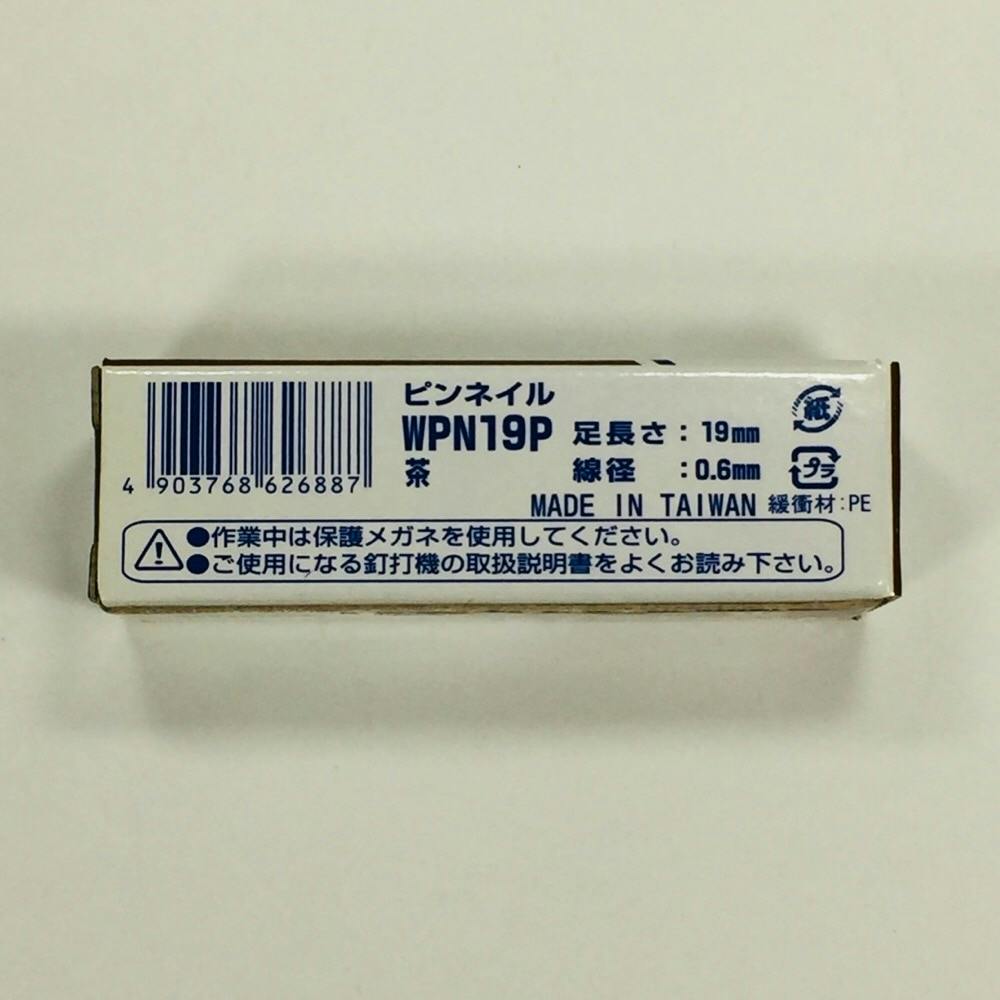 ピンネイル
WPN19P 足長さ：19mm
茶 線径 ：0.6mm
4 903768 626887
MADE IN TAIWAN 緩衝材：PE
紙
プラ
●作業中は保護メガネを使用してください。
●ご使用になる釘打機の取扱説明書をよくお読み下さい。